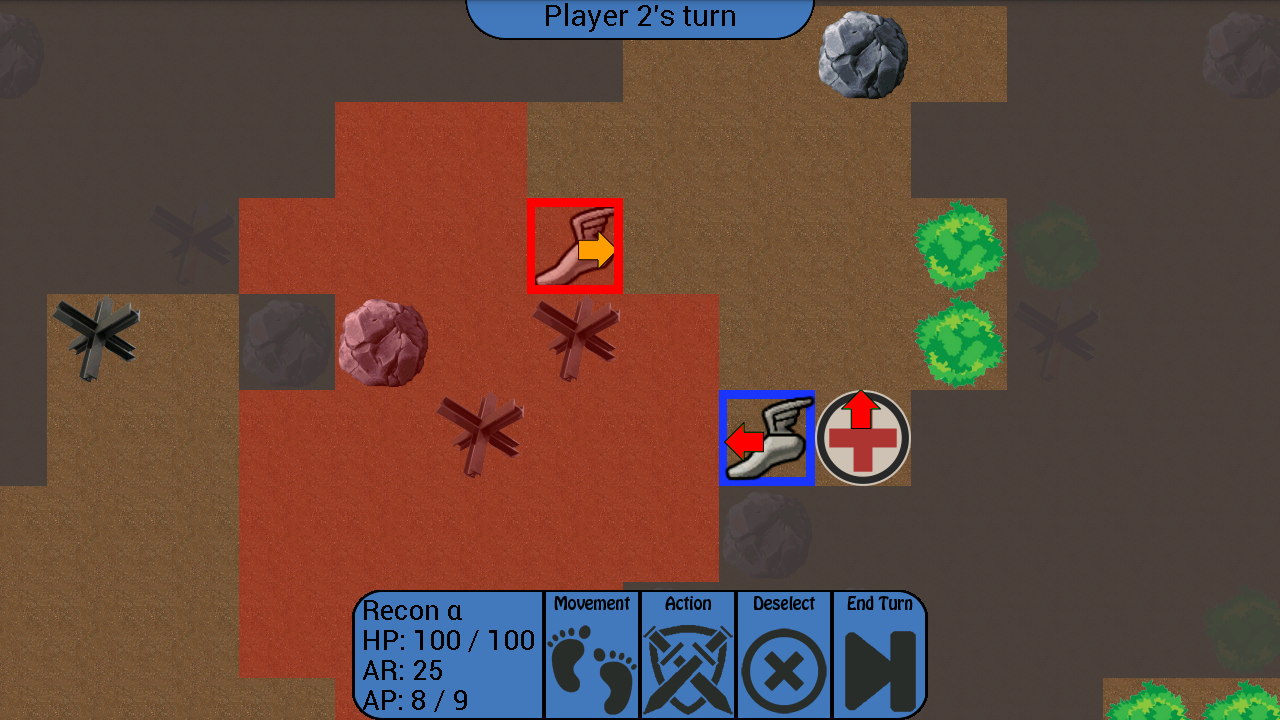 Player 2's turn
Recon α
HP: 100 / 100
AR: 25
AP: 8 / 9
Movement
Action
Deselect
End Turn